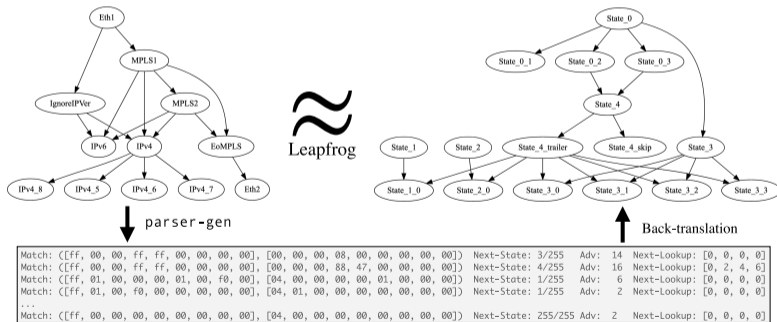 Eth1
MPLS1
IgnoreIPVer
MPLS2
IPv6
IPv4
EoMPLS
IPv4_8
IPv4_5
IPv4_6
IPv4_7
Eth2
≈
Leapfrog
State_0
State_0_1
State_0_2
State_0_3
State_4
State_1
State_2
State_4_trailer
State_4_skip
State_3
State_1_0
State_2_0
State_3_0
State_3_1
State_3_2
State_3_3
parser-gen
Back-translation
Match: ([ff, 00, 00, ff, ff, 00, 00, 00, 00], [00, 00, 00, 08, 00, 00, 00, 00, 00]) Next-State: 3/255 Adv: 14 Next-Lookup: [0, 0, 0, 0]
Match: ([ff, 00, 00, ff, ff, 00, 00, 00, 00], [00, 00, 00, 88, 47, 00, 00, 00, 00]) Next-State: 4/255 Adv: 16 Next-Lookup: [0, 2, 4, 6]
Match: ([ff, 01, 00, 00, 00, 01, 00, f0, 00], [04, 00, 00, 00, 00, 01, 00, 00, 00]) Next-State: 1/255 Adv: 6 Next-Lookup: [0, 0, 0, 0]
Match: ([ff, 01, 00, f0, 00, 00, 00, 00, 00], [04, 01, 00, 00, 00, 00, 00, 00, 00]) Next-State: 1/255 Adv: 2 Next-Lookup: [0, 0, 0, 0]
...
Match: ([ff, 00, 00, 00, 00, 00, 00, 00, 00], [04, 00, 00, 00, 00, 00, 00, 00, 00]) Next-State: 255/255 Adv: 2 Next-Lookup: [0, 0, 0, 0]